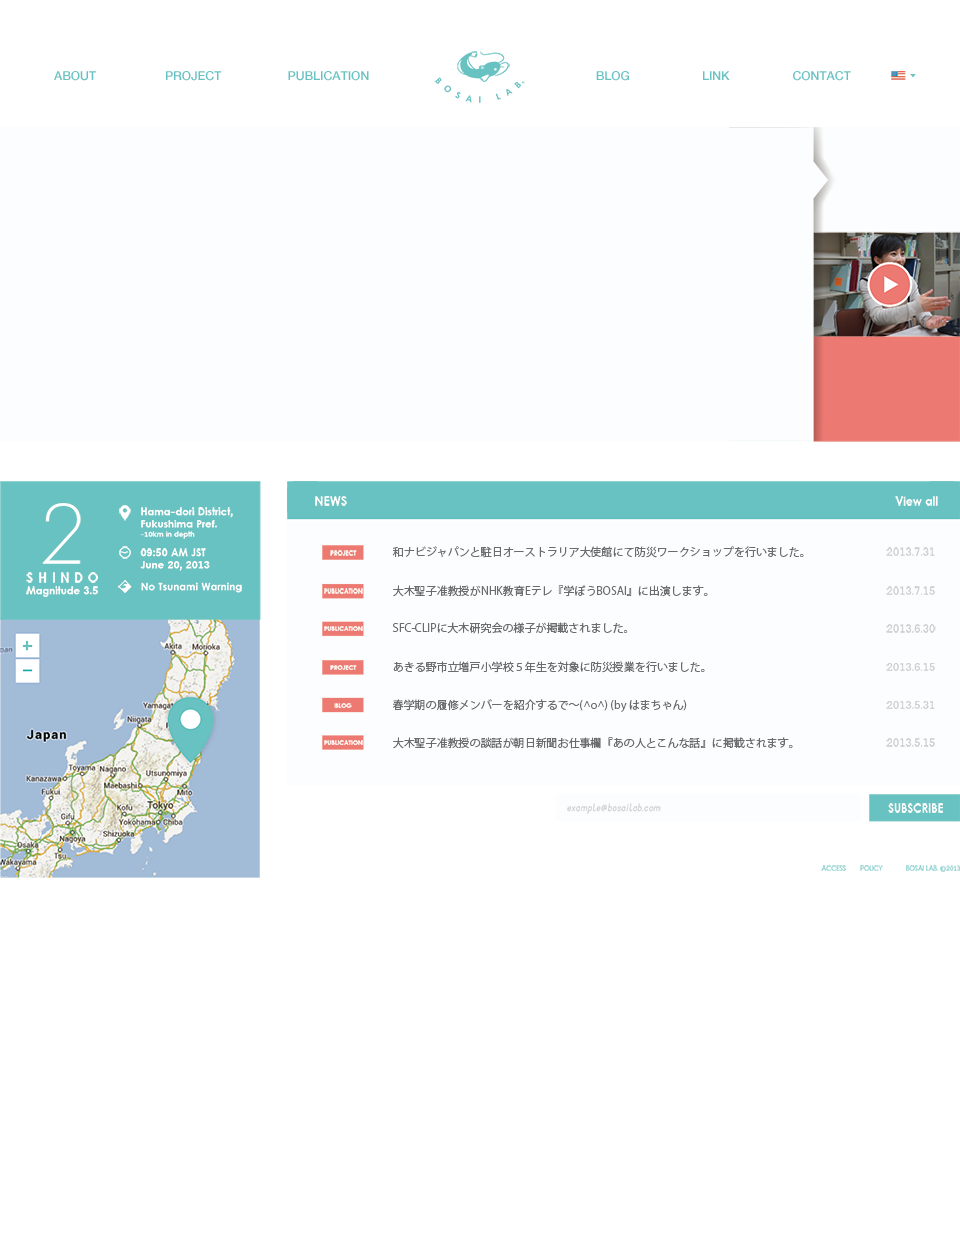 ABOUT
PROJECT
PUBLICATION
BOSAI LAB.
BLOG
LINK
CONTACT
2
SHINDO
Magnitude 3.5
Hama-dori District,
Fukushima Pref.
-10km in depth
09:50 AM JST
June 20, 2013
No Tsunami Warning
NEWS
View all
PROJECT 和ナビジャパンと駐日オーストラリア大使館にて防災ワークショップを行いました。 2013.7.31
PUBLICATION 大木聖子准教授がNHK教育Eテレ『学ぼうBOSAI』に出演します。 2013.7.15
PUBLICATION SFC-CLIPに大木研究会の様子が掲載されました。 2013.6.30
PROJECT あきる野市立増戸小学校５年生を対象に防災授業を行いました。 2013.6.15
BLOG 春学期の履修メンバーを紹介するで〜(^o^) (by はまちゃん) 2013.5.31
PUBLICATION 大木聖子准教授の談話が朝日新聞お仕事欄『あの人とこんな話』に掲載されます。 2013.5.15
+
−
Akita
Morioka
Yamagat
Niigata
Japan
Toyama
Nagano
Utsunomiya
Kanazawa
Maebashi
Mito
Fukui
Kofu
Tokyo
Gifu
Yokohama
Chiba
Nagoya
Shizuoka
Osaka
Tsu
Wakayama
example@bosailab.com
SUBSCRIBE
ACCESS
POLICY
BOSAI LAB. ©2013